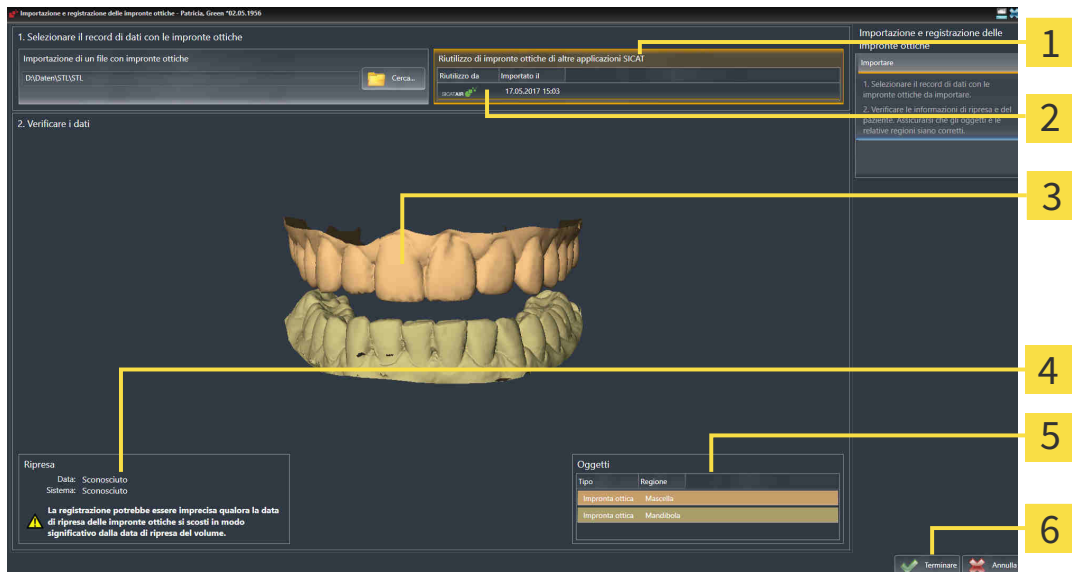 Importazione e registrazione delle impronte ottiche - Patricia, Green *02.05.1956
1. Selezionare il record di dati con le impronte ottiche
Importazione di un file con impronte ottiche
D:\Daten\STL\STL
Cerca...
Riutilizzo di impronte ottiche di altre applicazioni SICAT
Riutilizzo da Importato il
SICATAIR 17.05.2017 15:03
2. Verificare i dati
Ripresa
Data: Sconosciuto
Sistema: Sconosciuto
La registrazione potrebbe essere imprecisa qualora la data
di ripresa delle impronte ottiche si scosti in modo
significativo dalla data di ripresa del volume.
Oggetti
Tipo Regione
Impronta ottica Mascella
Impronta ottica Mandibola
Importazione e registrazione delle
impronte ottiche
Importare
1. Selezionare il record di dati con le
impronte ottiche da importare.
2. Verificare le informazioni di ripresa e del
paziente. Assicurarsi che gli oggetti e le
relative regioni siano corretti.
Terminare Annulla
1
2
3
4
5
6